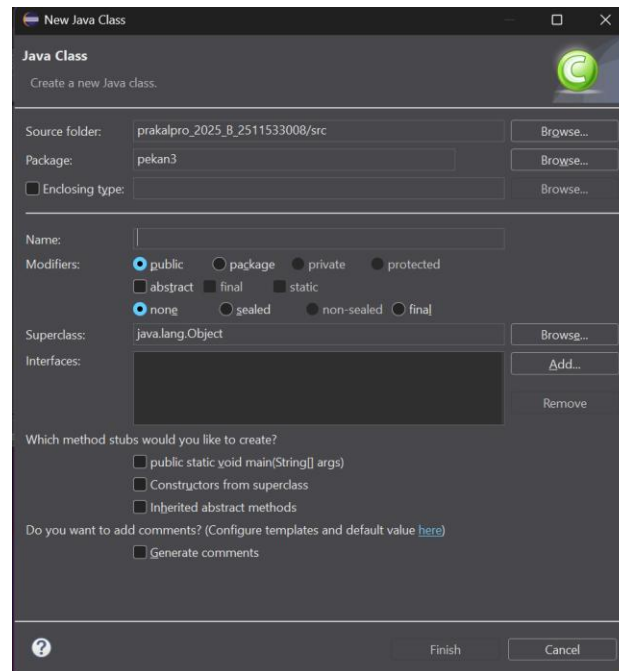 New Java Class
Java Class
Create a new Java class.
Source folder: prakalpro_2025_B_2511533008/src Browse...
Package: pekan3 Browse...
Enclosing type: Browse...
Name:
Modifiers: public package private protected
abstract final static
none sealed non-sealed final
Superclass: java.lang.Object Browse...
Interfaces: Add...
Remove
Which method stubs would you like to create?
public static void main(String[] args)
Constructors from superclass
Inherited abstract methods
Do you want to add comments? (Configure templates and default value here)
Generate comments
Finish Cancel